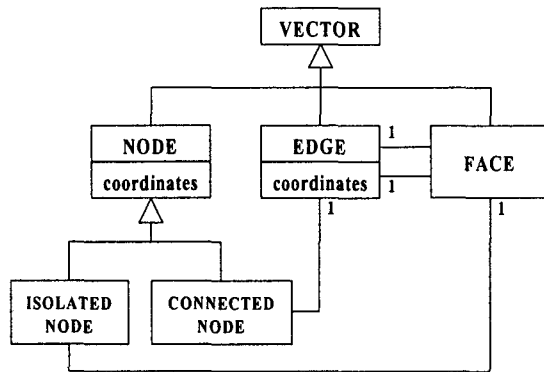 VECTOR
NODE
coordinates
EDGE
coordinates
1
1
1
FACE
1
ISOLATED
NODE
CONNECTED
NODE